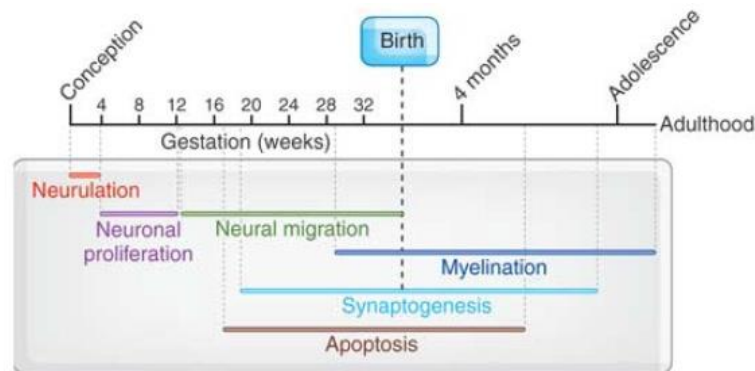 Birth
Conception
4 months
Adolescence
4 8 12 16 20 24 28 32
Adulthood
Gestation (weeks)
Neurulation
Neuronal
proliferation
Neural migration
Myelination
Synaptogenesis
Apoptosis